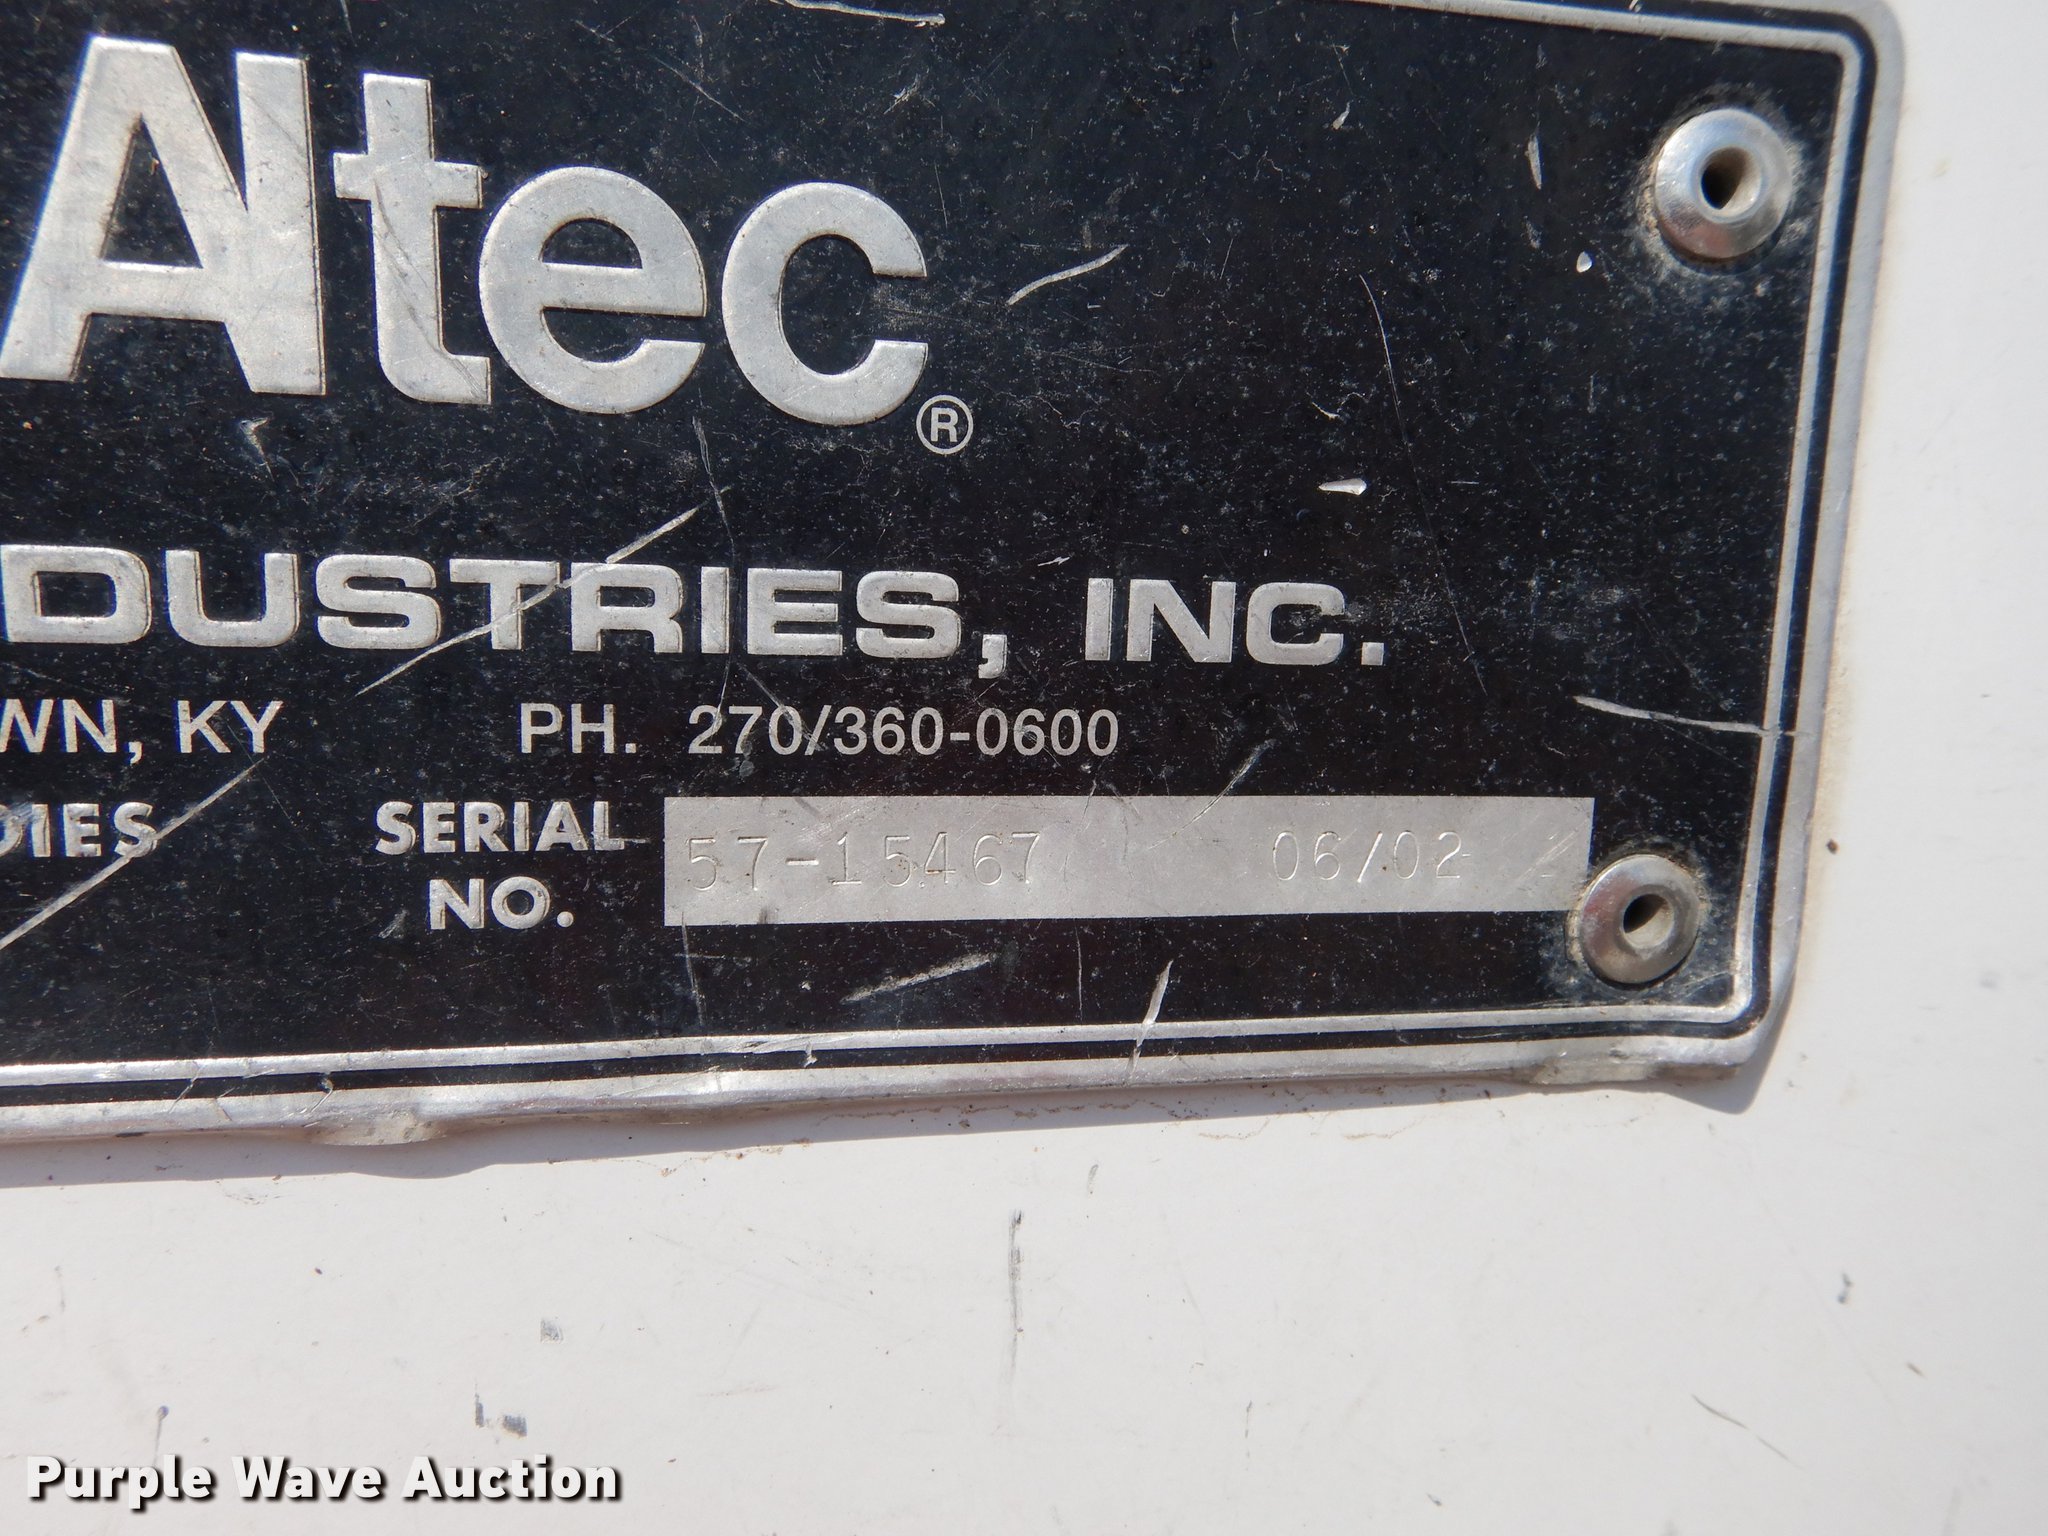 Altec®
DUSTRIES, INC.
WN, KY PH. 270/360-0600
DIES SERIAL NO. 57-15467 06/02
Purple Wave Auction